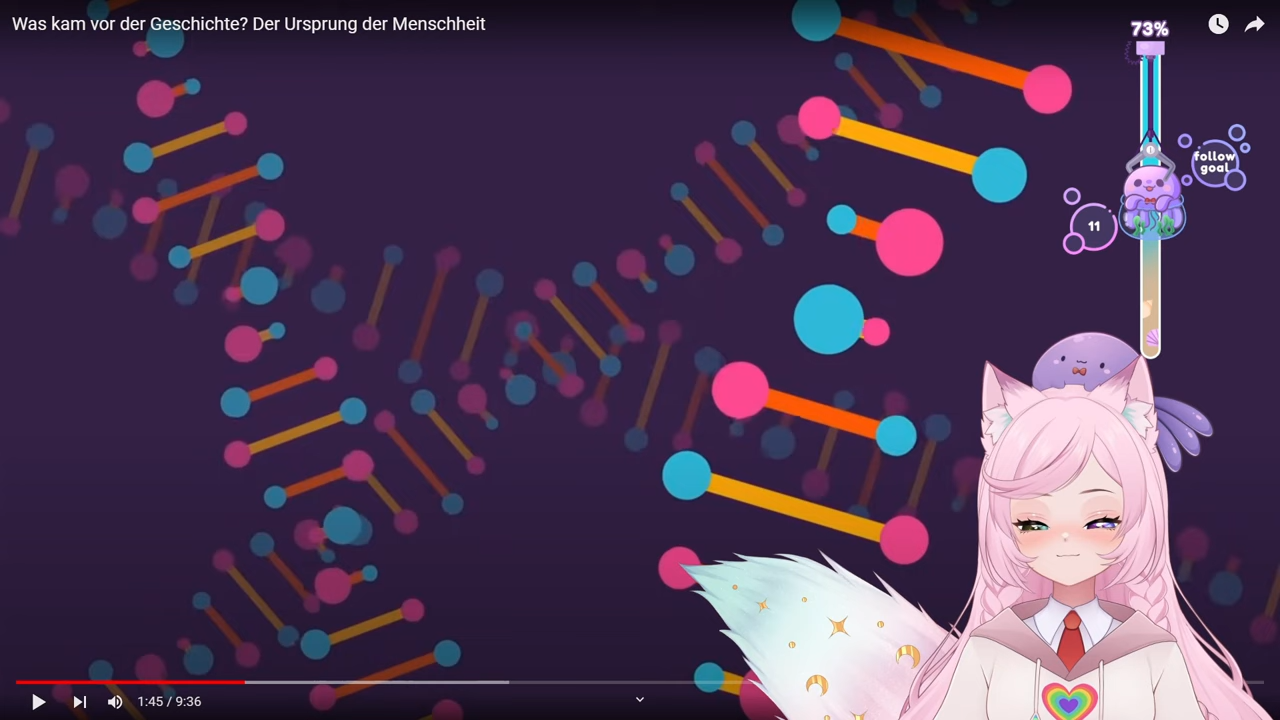 Was kam vor der Geschichte? Der Ursprung der Menschheit
73%
follow
goal
11
1:45 / 9:36